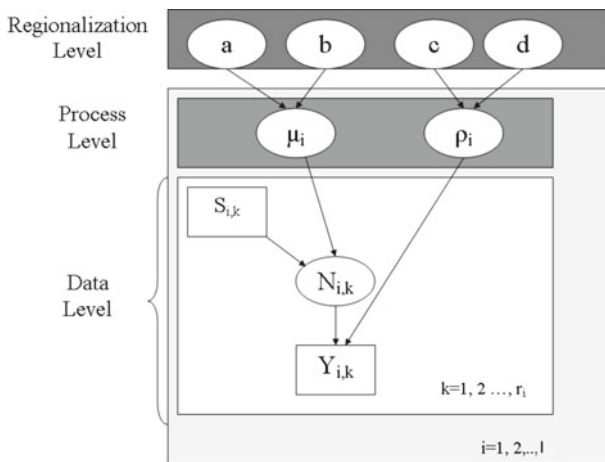 Regionalization
Level
a b c d
Process
Level
μi ρi
Si,k
Data
Level
Ni,k
Yi,k
k=1, 2 ..., ri
i=1, 2,..,I